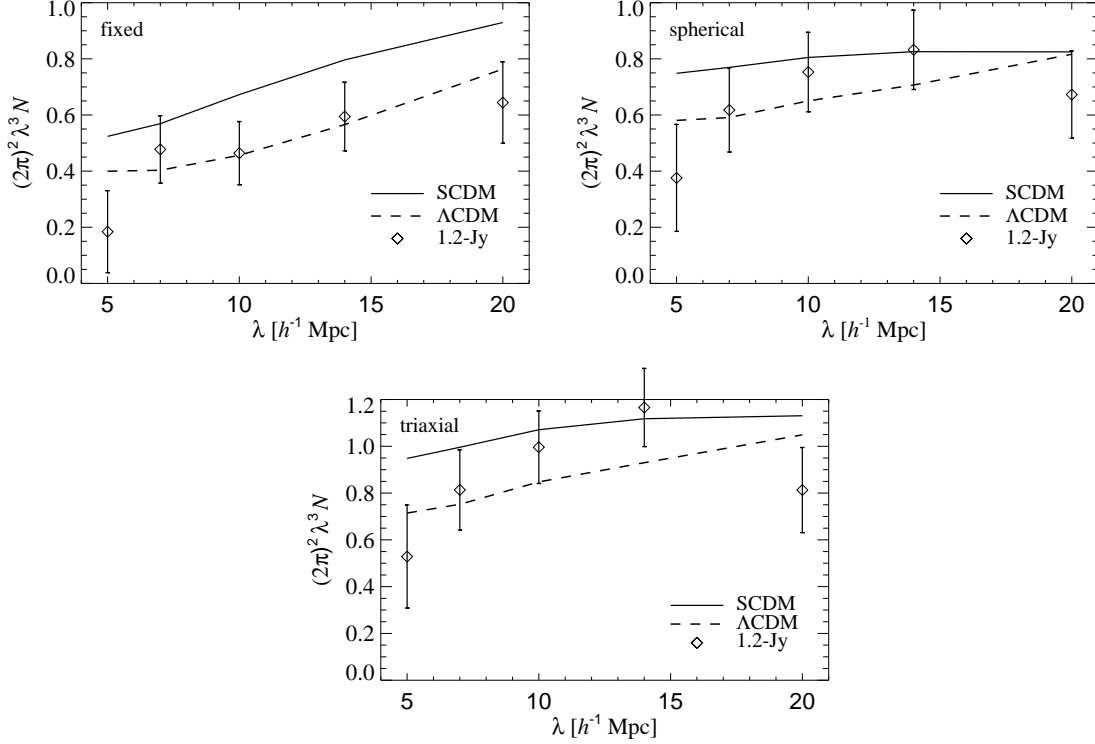 fixed
1.0
0.8
0.6
0.4
0.2
0.0
(2π)² λ³ N
SCDM
ΛCDM
1.2-Jy
5 10 15 20
λ [h⁻¹ Mpc]
spherical
1.0
0.8
0.6
0.4
0.2
0.0
(2π)² λ³ N
SCDM
ΛCDM
1.2-Jy
5 10 15 20
λ [h⁻¹ Mpc]
triaxial
1.2
1.0
0.8
0.6
0.4
0.2
0.0
(2π)² λ³ N
SCDM
ΛCDM
1.2-Jy
5 10 15 20
λ [h⁻¹ Mpc]